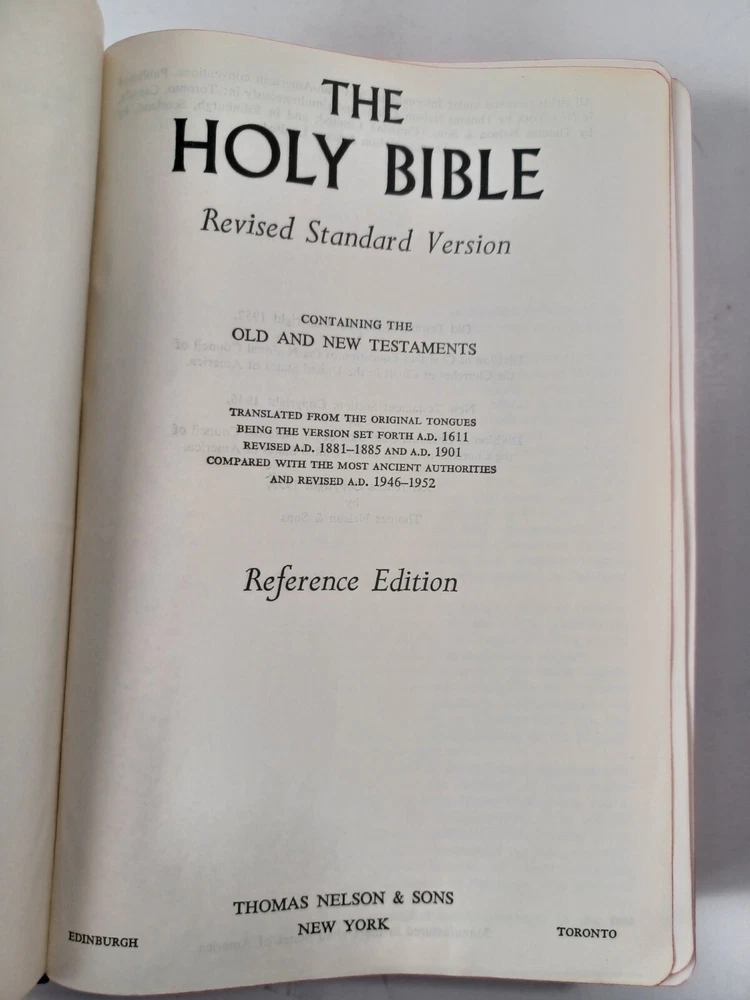 THE
HOLY BIBLE
Revised Standard Version
CONTAINING THE
OLD AND NEW TESTAMENTS
TRANSLATED FROM THE ORIGINAL TONGUES
BEING THE VERSION SET FORTH A.D. 1611
REVISED A.D. 1881–1885 AND A.D. 1901
COMPARED WITH THE MOST ANCIENT AUTHORITIES
AND REVISED A.D. 1946–1952
Reference Edition
THOMAS NELSON & SONS
NEW YORK
EDINBURGH TORONTO